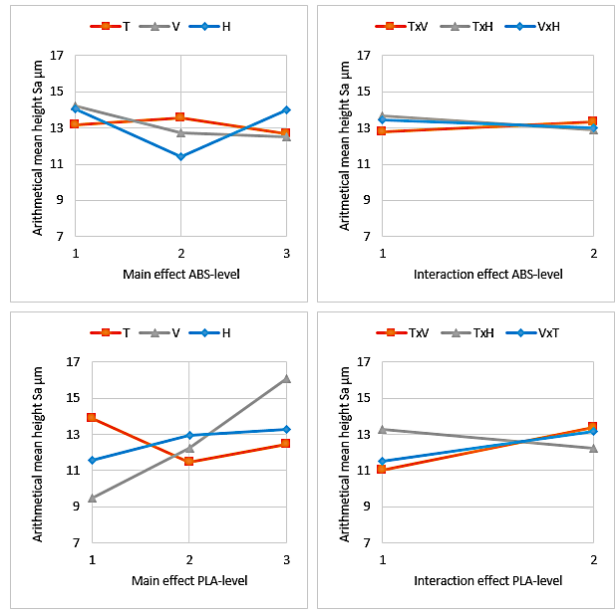 T V H
Arithmetical mean height Sa µm
17
15
13
11
9
7
1 2 3
Main effect ABS-level
TxV TxH VxH
Aritmetical mean height Sa µm
17
15
13
11
9
7
1 2
Interaction effect ABS-level
T V H
Arithmetical mean height Sa µm
17
15
13
11
9
7
1 2 3
Main effect PLA-level
TxV TxH VxT
Arithmetical mean height Sa µm
17
15
13
11
9
7
1 2
Interaction effect PLA-level